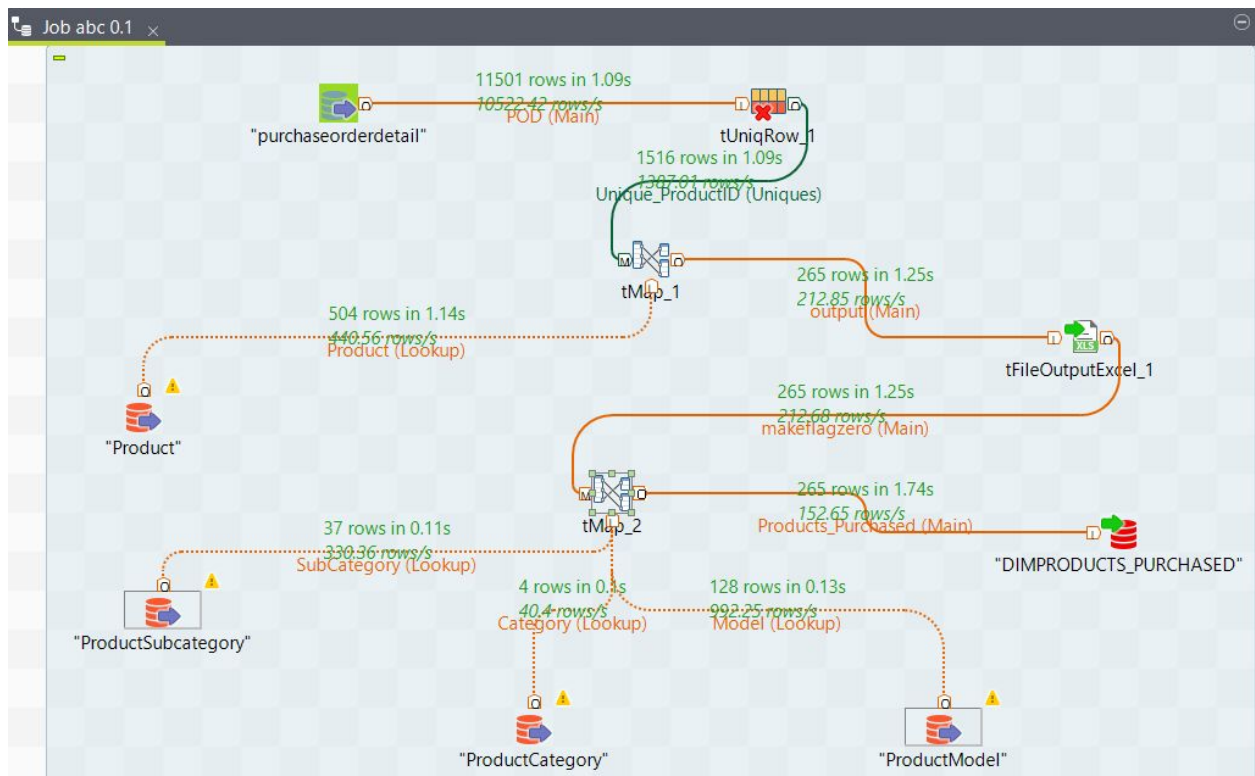 Job abc 0.1
11501 rows in 1.09s
10522.42 rows/s
POD (Main)
"purchaseorderdetail"
tUniqRow_1
1516 rows in 1.09s
1387.01 rows/s
Unique_ProductID (Uniques)
M
tMap_1
265 rows in 1.25s
212.85 rows/s
output (Main)
504 rows in 1.14s
440.56 rows/s
Product (Lookup)
XLS
tFileOutputExcel_1
265 rows in 1.25s
212.68 rows/s
makeflagzero (Main)
"Product"
M
tMap_2
265 rows in 1.74s
152.65 rows/s
Products_Purchased (Main)
"DIMPRODUCTS_PURCHASED"
37 rows in 0.11s
330.36 rows/s
SubCategory (Lookup)
4 rows in 0.1s
40.4 rows/s
Category (Lookup)
128 rows in 0.13s
992.25 rows/s
Model (Lookup)
"ProductSubcategory"
"ProductCategory"
"ProductModel"